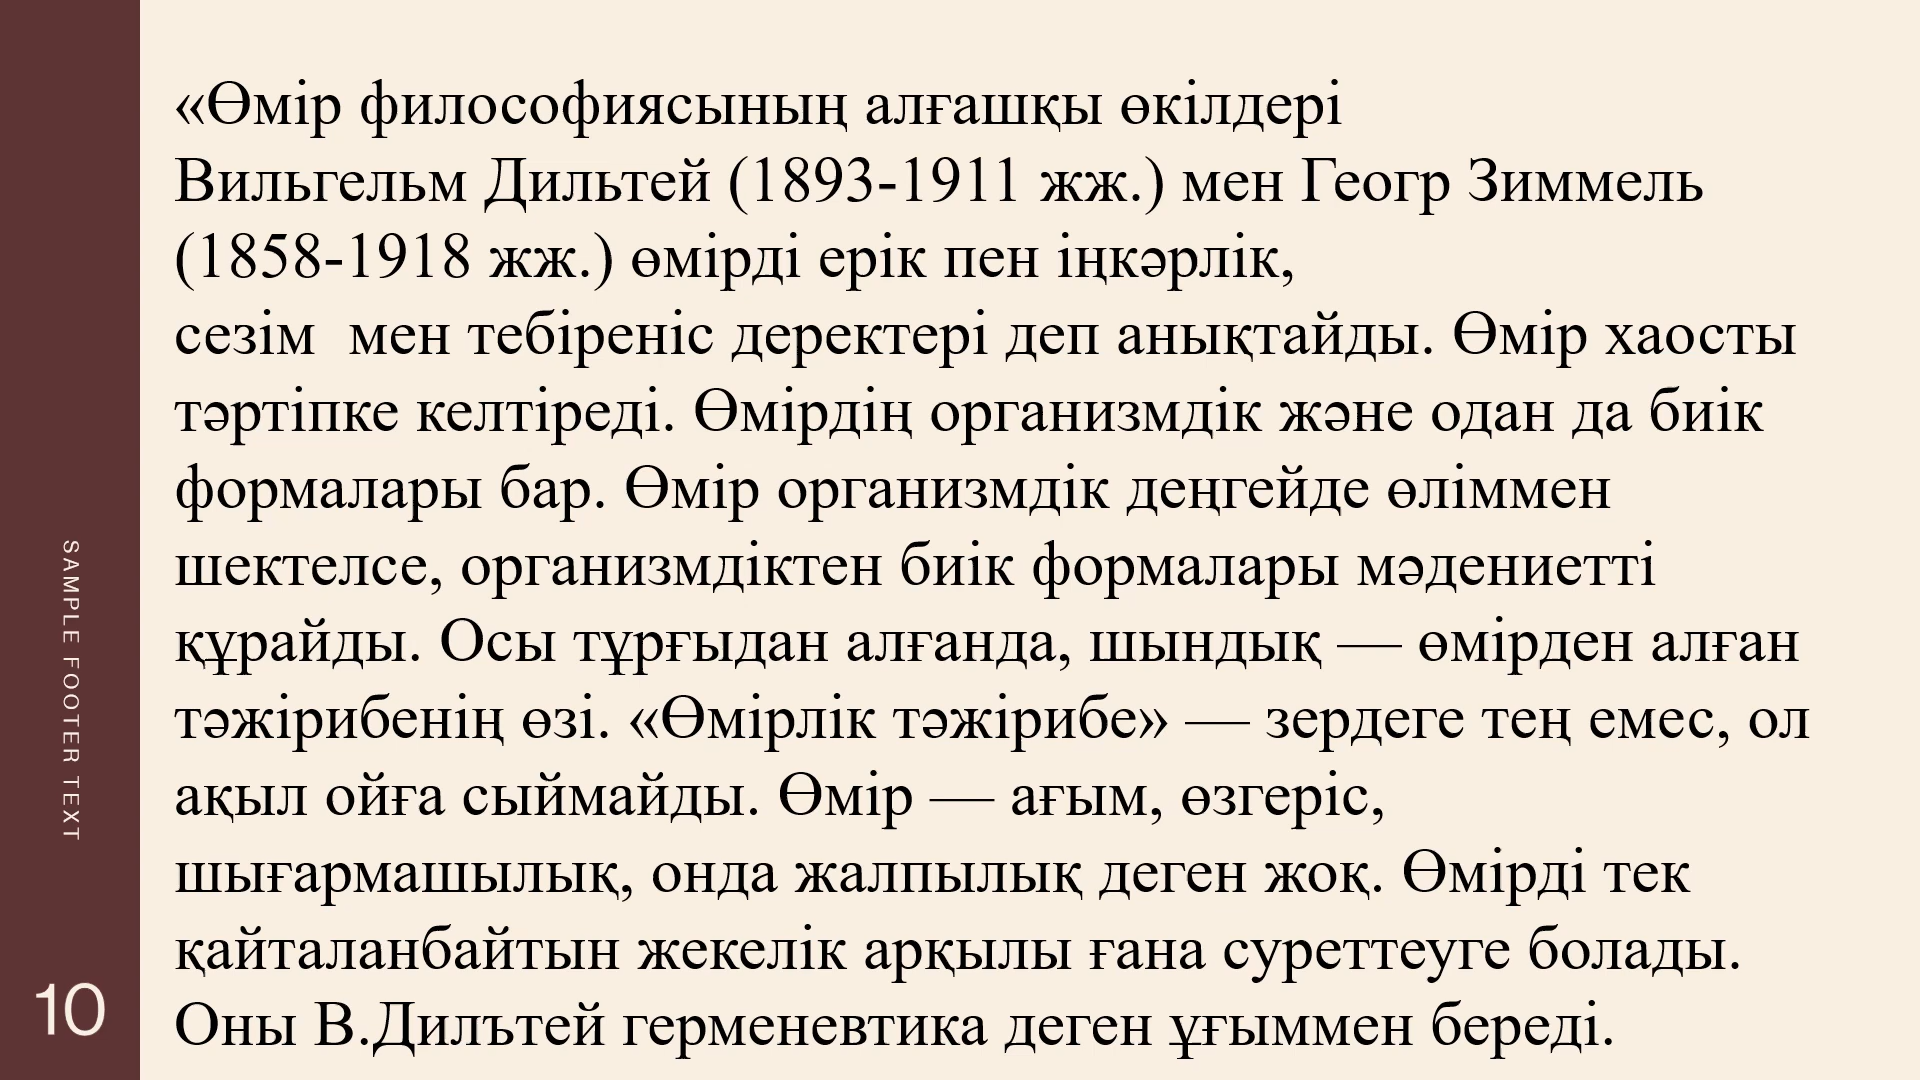 «Өмір философиясының алғашқы өкілдері
Вильгельм Дильтей (1893-1911 жж.) мен Геогр Зиммель
(1858-1918 жж.) өмірді ерік пен іңкәрлік,
сезім  мен тебіреніс деректері деп анықтайды. Өмір хаосты
тәртіпке келтіреді. Өмірдің организмдік және одан да биік
формалары бар. Өмір организмдік деңгейде өліммен
шектелсе, организмдіктен биік формалары мәдениетті
құрайды. Осы тұрғыдан алғанда, шындық — өмірден алған
тәжірибенің өзі. «Өмірлік тәжірибе» — зердеге тең емес, ол
ақыл ойға сыймайды. Өмір — ағым, өзгеріс,
шығармашылық, онда жалпылық деген жоқ. Өмірді тек
қайталанбайтын жекелік арқылы ғана суреттеуге болады.
Оны В.Дилътей герменевтика деген ұғыммен береді.
SAMPLE FOOTER TEXT
10